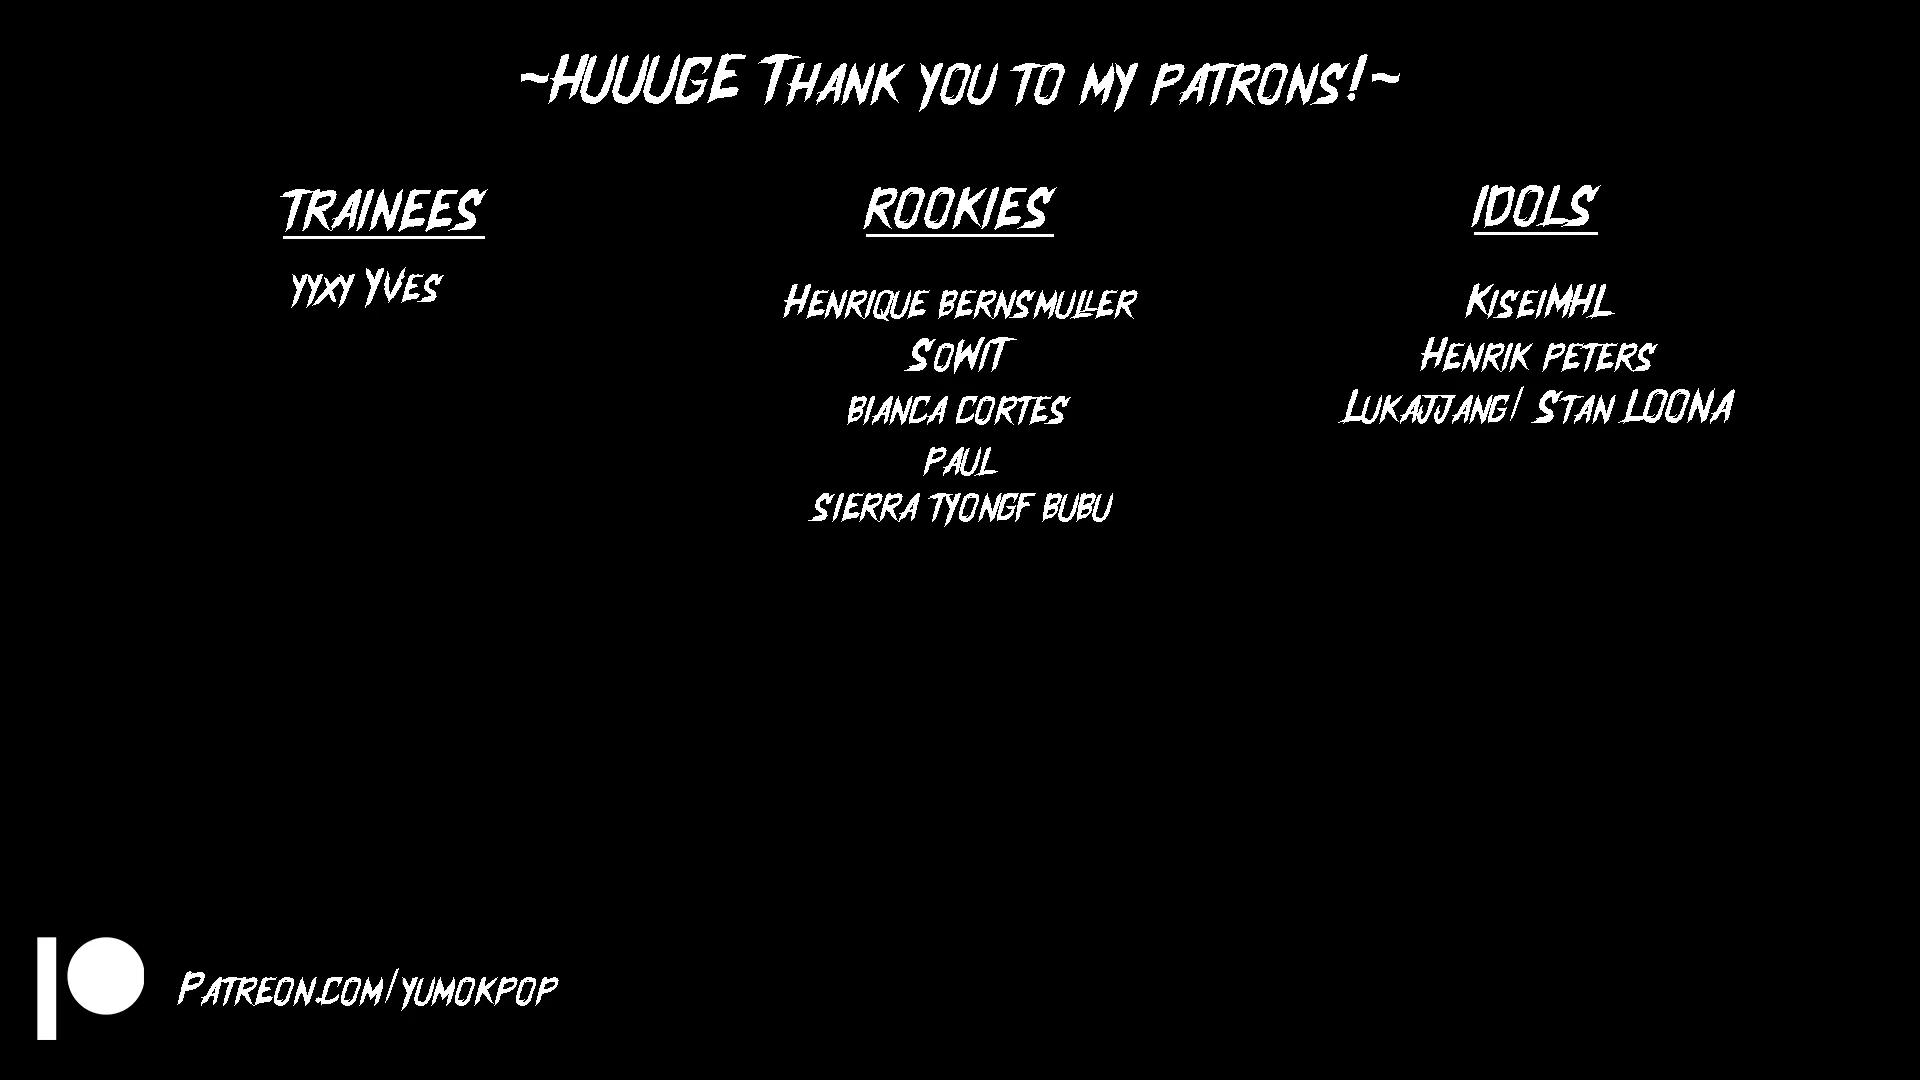 ~HUUUGE Thank you to my patrons!~
TRAINEES
yyxy Yves
ROOKIES
Henrique bernsmuller
SoWIT
bianca cortes
paul
sierra tyongf bubu
IDOLS
KiseiMHL
Henrik peters
Lukajjang/ Stan LOONA
Patreon.com/yumokpop